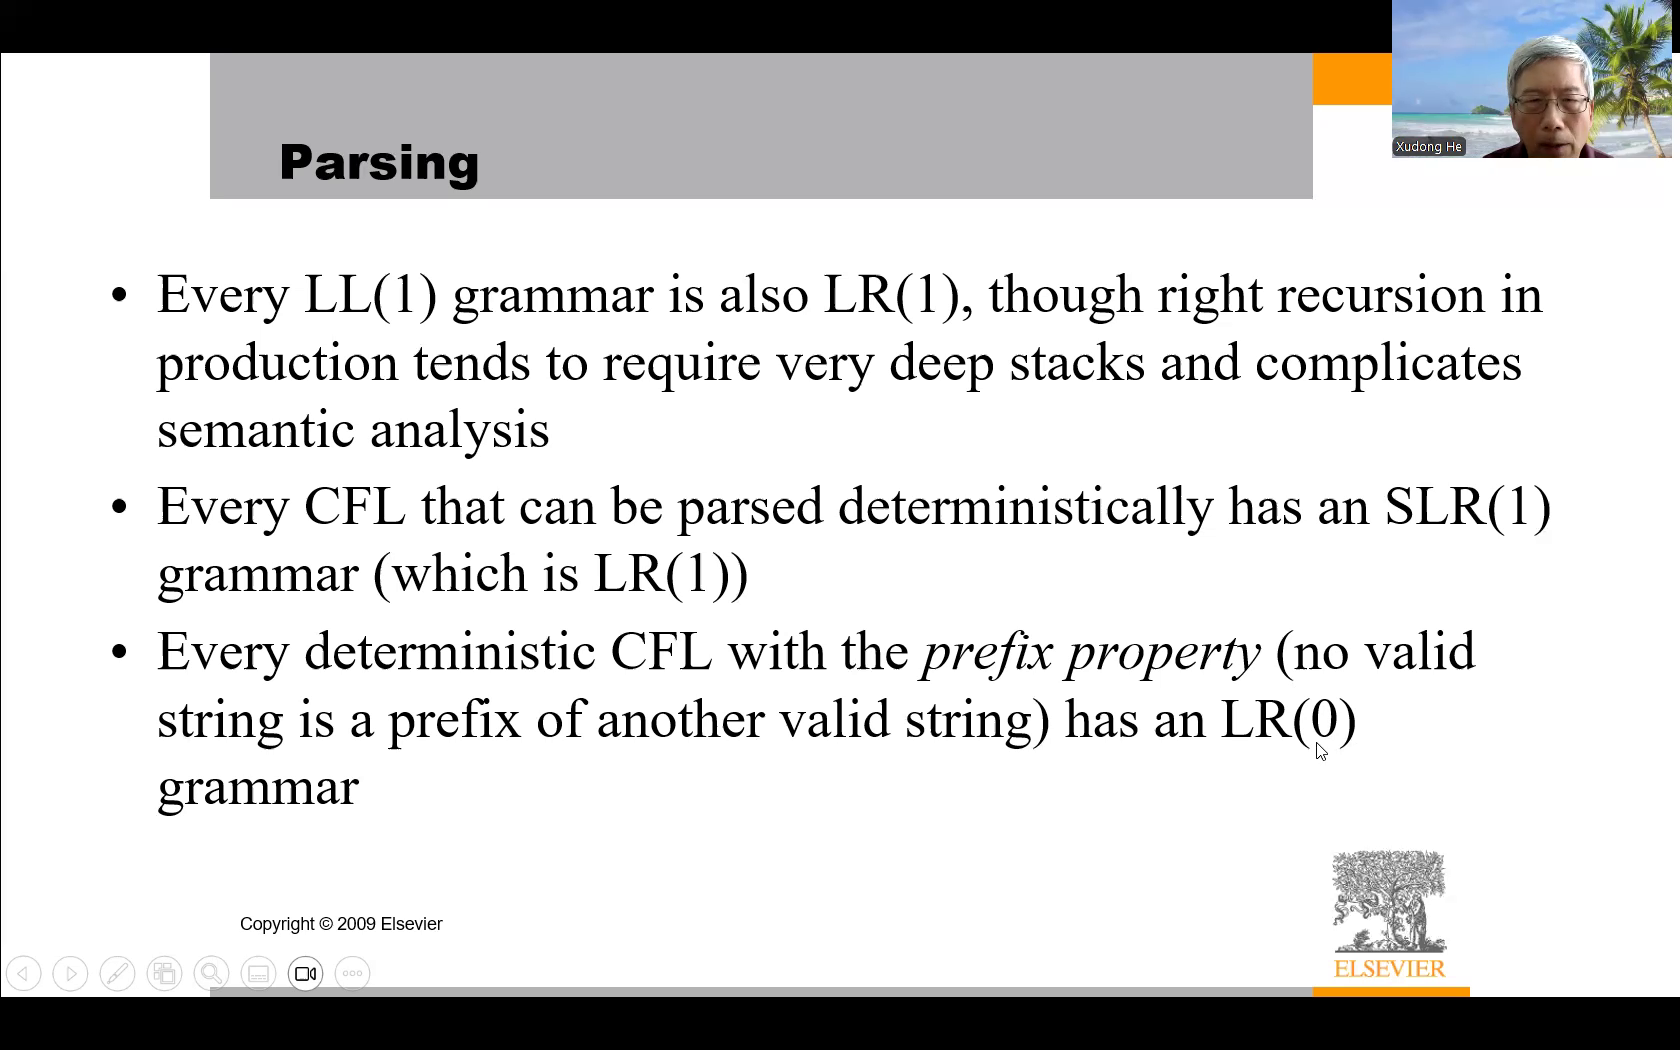 Xudong He
Parsing
• Every LL(1) grammar is also LR(1), though right recursion in
production tends to require very deep stacks and complicates
semantic analysis
• Every CFL that can be parsed deterministically has an SLR(1)
grammar (which is LR(1))
• Every deterministic CFL with the prefix property (no valid
string is a prefix of another valid string) has an LR(0)
grammar
Copyright © 2009 Elsevier
ELSEVIER